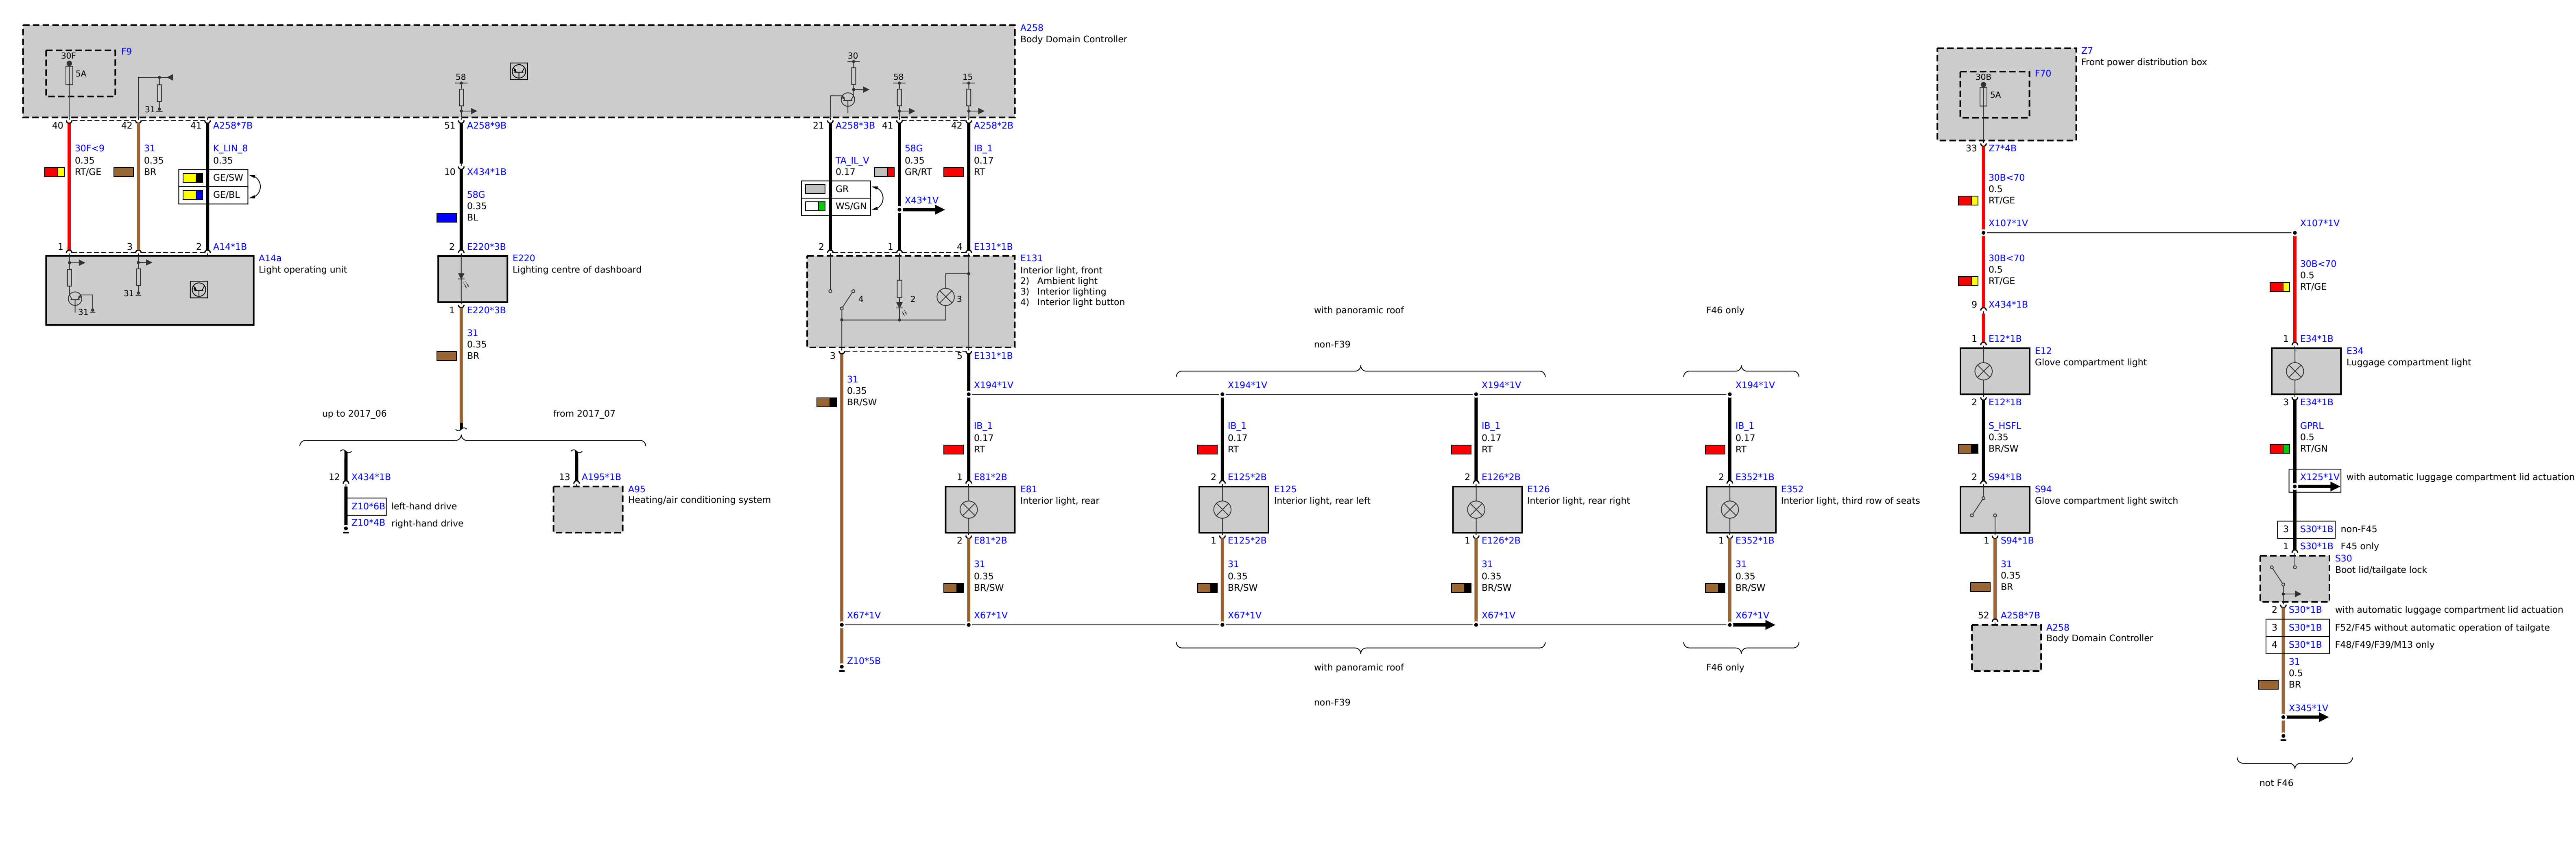 A258
Body Domain Controller
30F
F9
5A
31
58
30
58
15
40
42
41
A258*7B
51
A258*9B
21
A258*3B
41
42
A258*2B
30F<9
0.35
RT/GE
31
0.35
BR
K_LIN_8
0.35
GE/SW
GE/BL
10
X434*1B
58G
0.35
BL
TA_IL_V
0.17
GR
WS/GN
58G
0.35
GR/RT
X43*1V
IB_1
0.17
RT
1
3
2
A14*1B
A14a
Light operating unit
31
31
2
E220*3B
E220
Lighting centre of dashboard
1
E220*3B
31
0.35
BR
up to 2017_06
from 2017_07
12
X434*1B
Z10*6B
left-hand drive
Z10*4B
right-hand drive
13
A195*1B
A95
Heating/air conditioning system
2
1
4
E131*1B
E131
Interior light, front
2) Ambient light
3) Interior lighting
4) Interior light button
4
2
3
3
5
E131*1B
31
0.35
BR/SW
with panoramic roof
non-F39
F46 only
X194*1V
X194*1V
X194*1V
X194*1V
IB_1
0.17
RT
IB_1
0.17
RT
IB_1
0.17
RT
IB_1
0.17
RT
1
E81*2B
2
E125*2B
2
E126*2B
2
E352*1B
E81
Interior light, rear
E125
Interior light, rear left
E126
Interior light, rear right
E352
Interior light, third row of seats
2
E81*2B
1
E125*2B
1
E126*2B
1
E352*1B
31
0.35
BR/SW
31
0.35
BR/SW
31
0.35
BR/SW
31
0.35
BR/SW
X67*1V
X67*1V
X67*1V
X67*1V
X67*1V
Z10*5B
with panoramic roof
non-F39
F46 only
Z7
Front power distribution box
30B
F70
5A
33
Z7*4B
30B<70
0.5
RT/GE
X107*1V
X107*1V
30B<70
0.5
RT/GE
30B<70
0.5
RT/GE
9
X434*1B
1
E12*1B
E12
Glove compartment light
2
E12*1B
S_HSFL
0.35
BR/SW
2
S94*1B
S94
Glove compartment light switch
1
S94*1B
31
0.35
BR
52
A258*7B
A258
Body Domain Controller
1
E34*1B
E34
Luggage compartment light
3
E34*1B
GPRL
0.5
RT/GN
X125*1V
with automatic luggage compartment lid actuation
3
S30*1B
non-F45
1
S30*1B
F45 only
S30
Boot lid/tailgate lock
2
S30*1B
with automatic luggage compartment lid actuation
3
S30*1B
F52/F45 without automatic operation of tailgate
4
S30*1B
F48/F49/F39/M13 only
31
0.5
BR
X345*1V
not F46